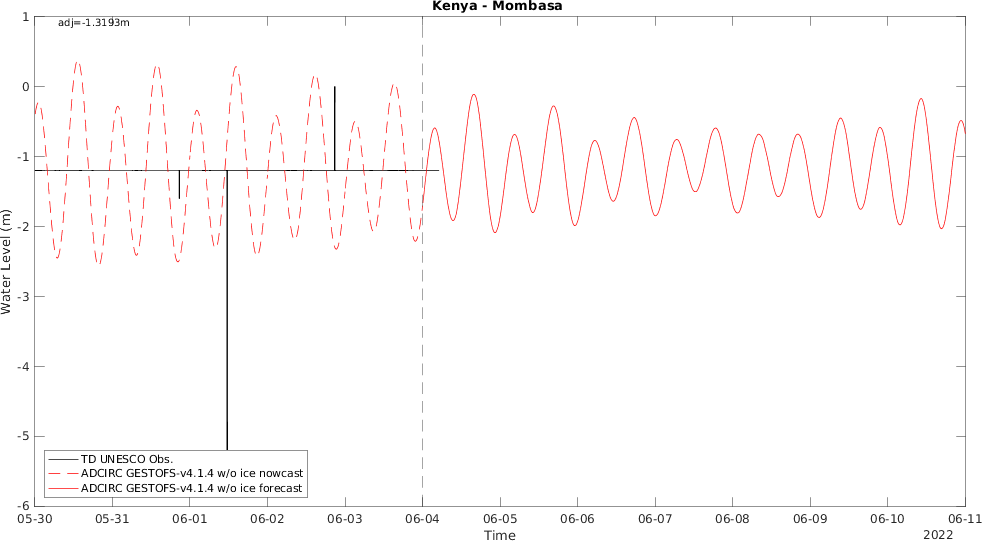 Kenya - Mombasa
adj=-1.3193m
1
0
-1
-2
-3
-4
-5
-6
Water Level (m)
TD UNESCO Obs.
ADCIRC GESTOFS-v4.1.4 w/o ice nowcast
ADCIRC GESTOFS-v4.1.4 w/o ice forecast
05-30 05-31 06-01 06-02 06-03 06-04 06-05 06-06 06-07 06-08 06-09 06-10 06-11
Time
2022